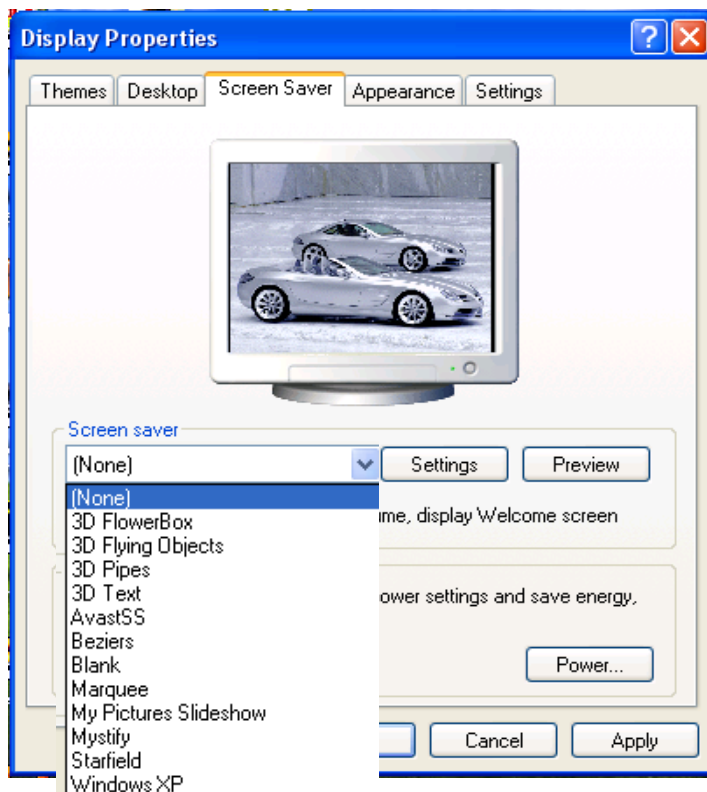 Display Properties
Themes Desktop Screen Saver Appearance Settings
Screen saver
(None) Settings Preview
(None)
3D FlowerBox
ume, display Welcome screen
3D Flying Objects
3D Pipes
3D Text
ower settings and save energy,
AvastSS
Beziers
Blank
Power...
Marquee
My Pictures Slideshow
Mystify
Cancel Apply
Starfield
Windows XP